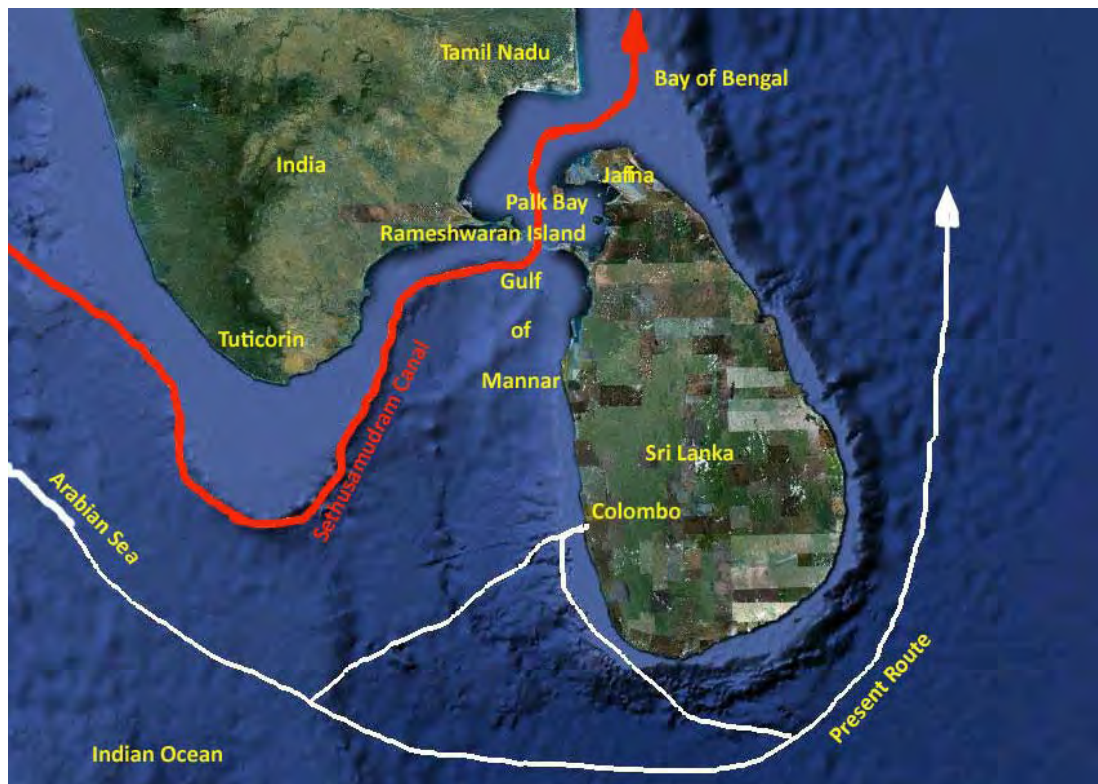 Tamil Nadu
Bay of Bengal
India
Jaffna
Palk Bay
Rameshwaran Island
Gulf
of
Mannar
Tuticorin
Sethusamudram Canal
Sri Lanka
Arabian Sea
Colombo
Present Route
Indian Ocean